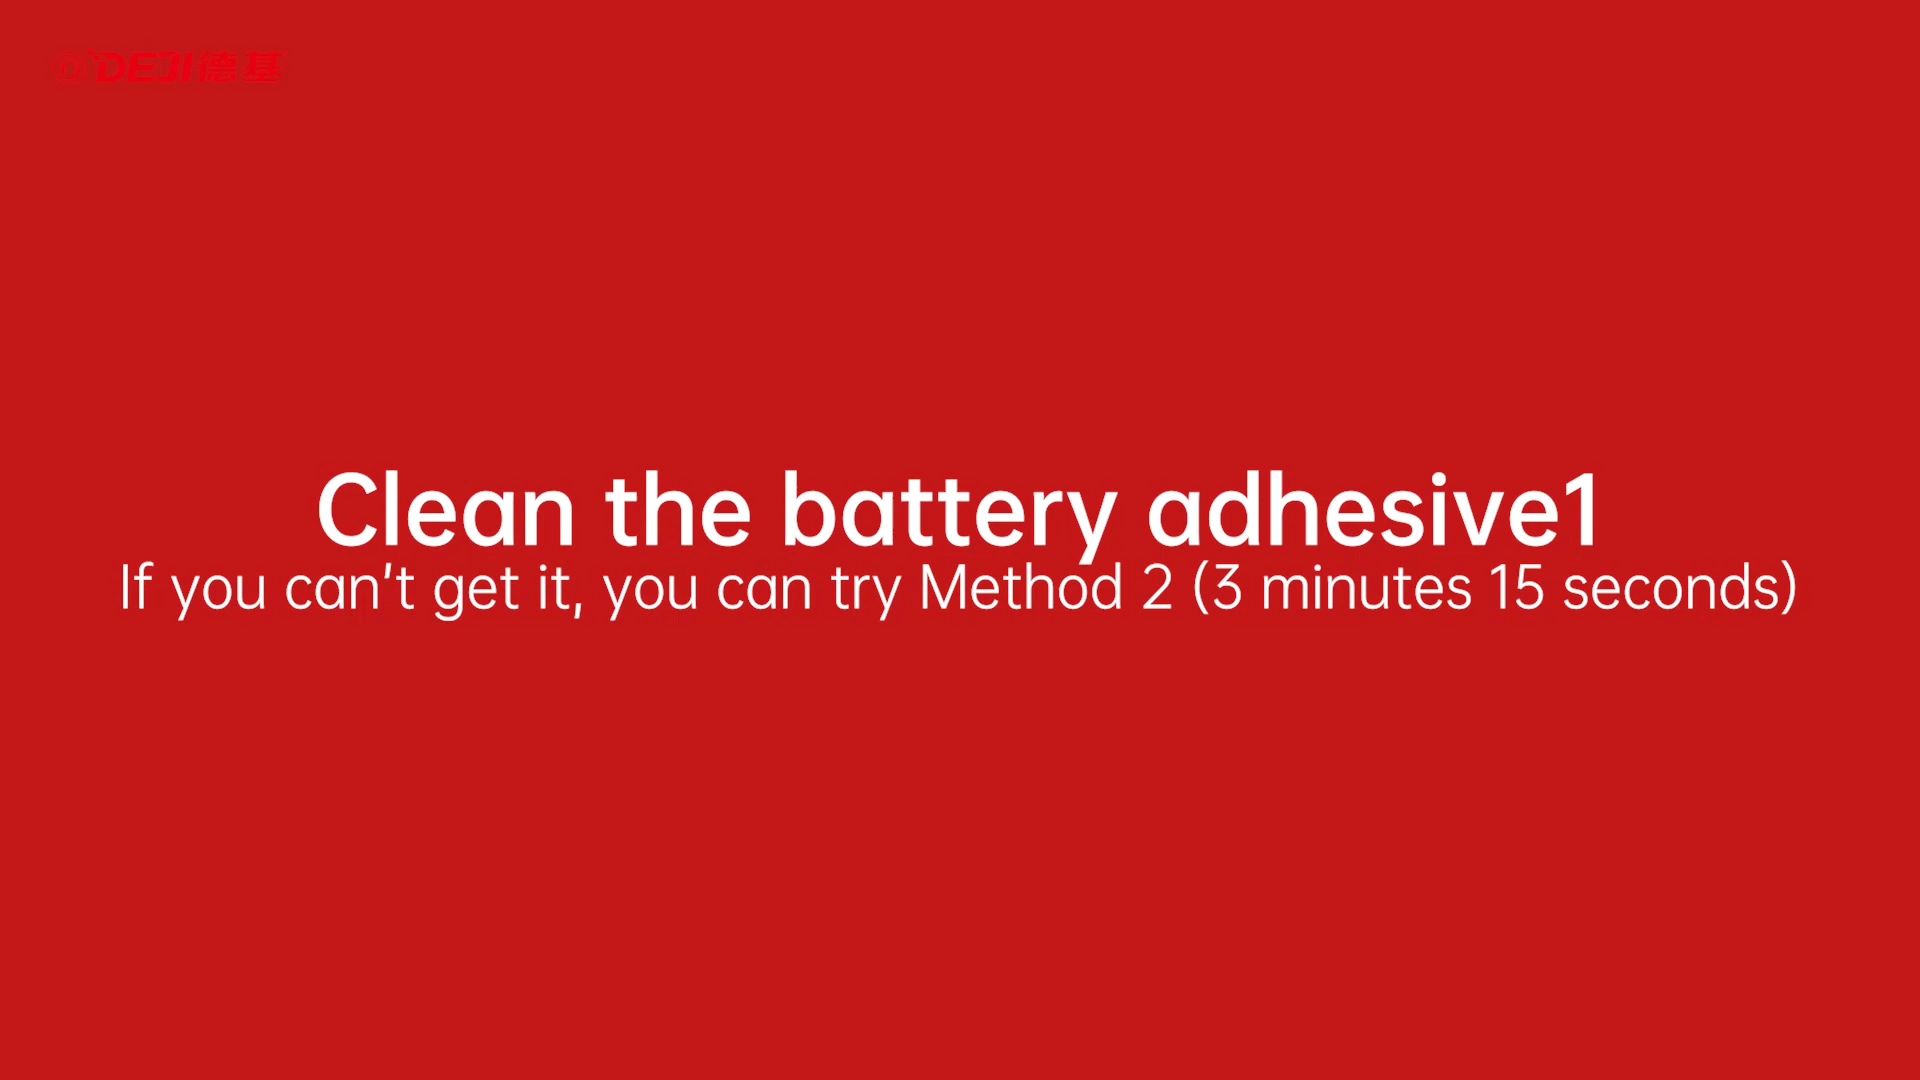 DEJI德基
Clean the battery adhesive1
If you can't get it, you can try Method 2 (3 minutes 15 seconds)